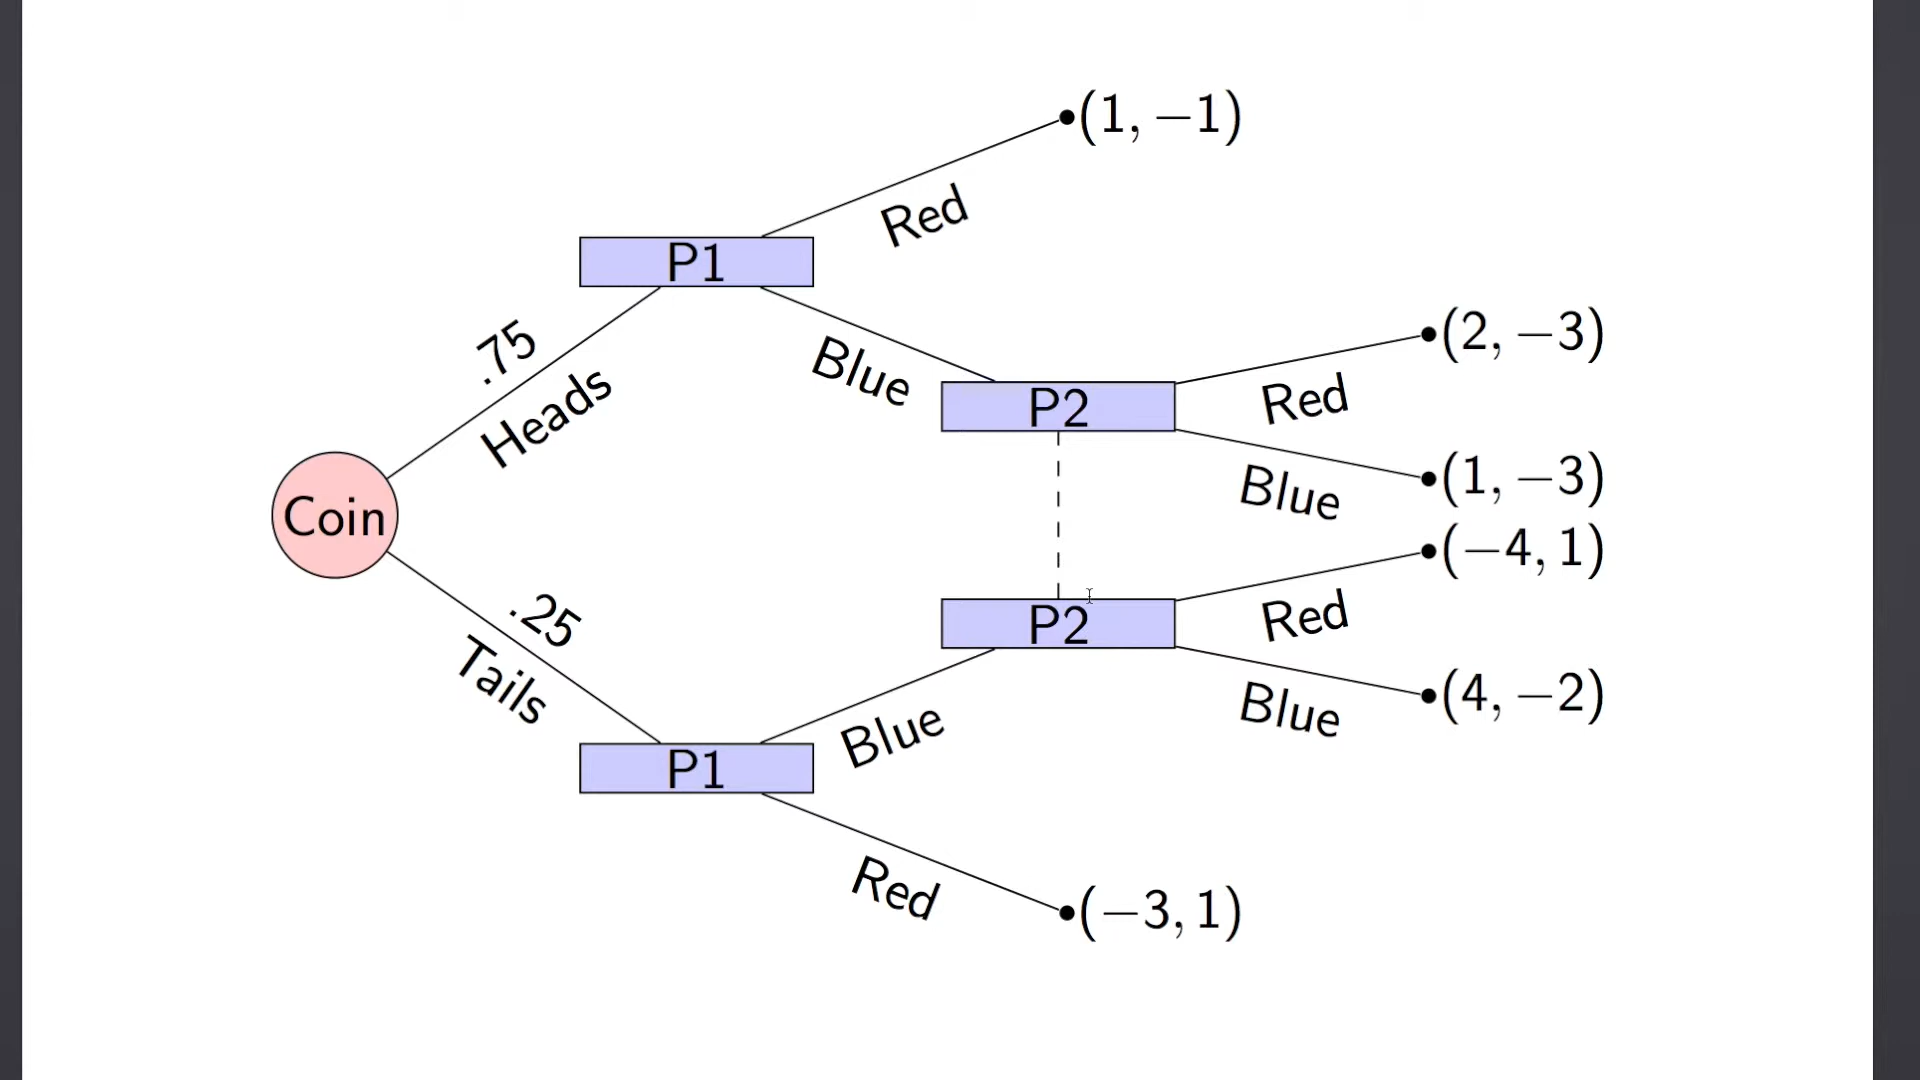 (1, −1)
Red
P1
.75
Heads
Blue
(2, −3)
P2
Red
(1, −3)
Blue
Coin
(−4, 1)
.25
Tails
P2
Red
(4, −2)
Blue
Blue
P1
Red
(−3, 1)